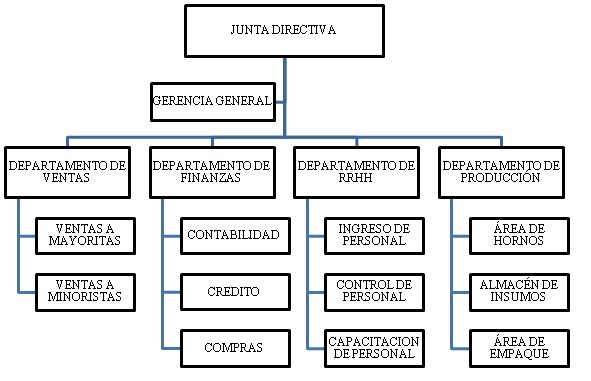 JUNTA DIRECTIVA
GERENCIA GENERAL
DEPARTAMENTO DE
VENTAS
DEPARTAMENTO DE
FINANZAS
DEPARTAMENTO DE
RRHH
DEPARTAMENTO DE
PRODUCCIÓN
VENTAS A
MAYORITAS
VENTAS A
MINORISTAS
CONTABILIDAD
CREDITO
COMPRAS
INGRESO DE
PERSONAL
CONTROL DE
PERSONAL
CAPACITACION
DE PERSONAL
ÁREA DE
HORNOS
ALMACÉN DE
INSUMOS
ÁREA DE
EMPAQUE